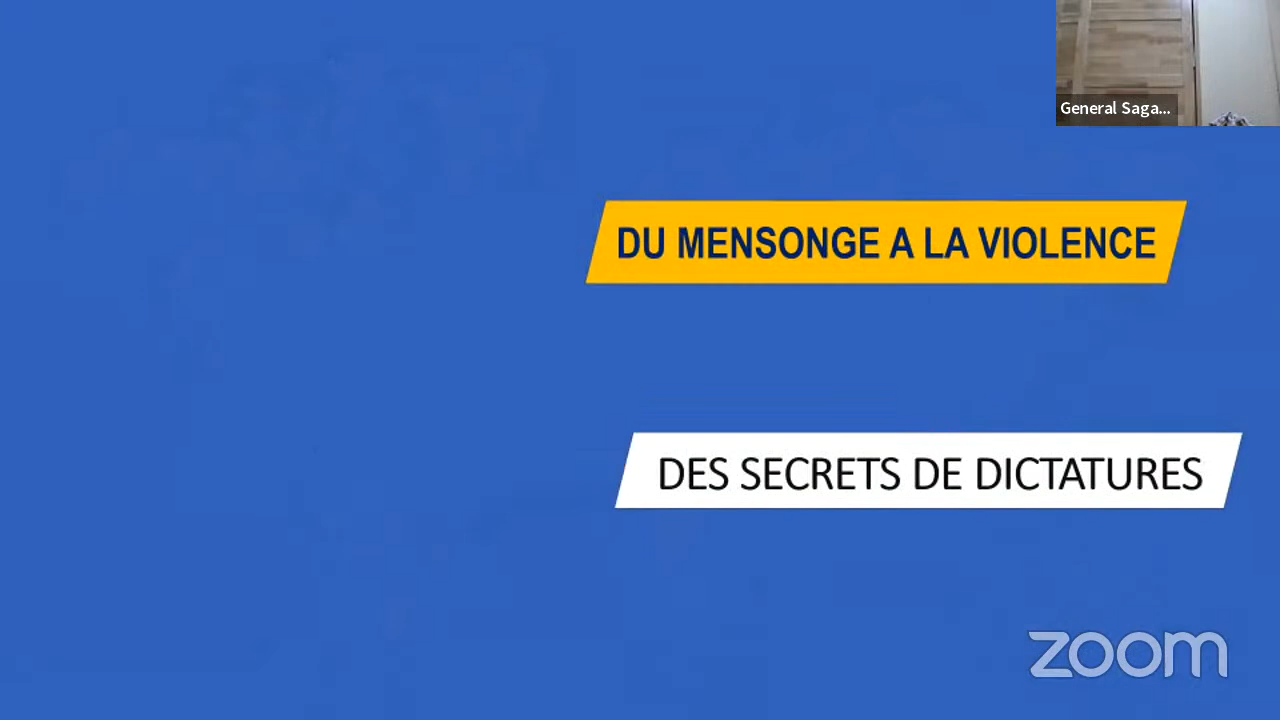 General Saga...
DU MENSONGE A LA VIOLENCE
DES SECRETS DE DICTATURES
zoom